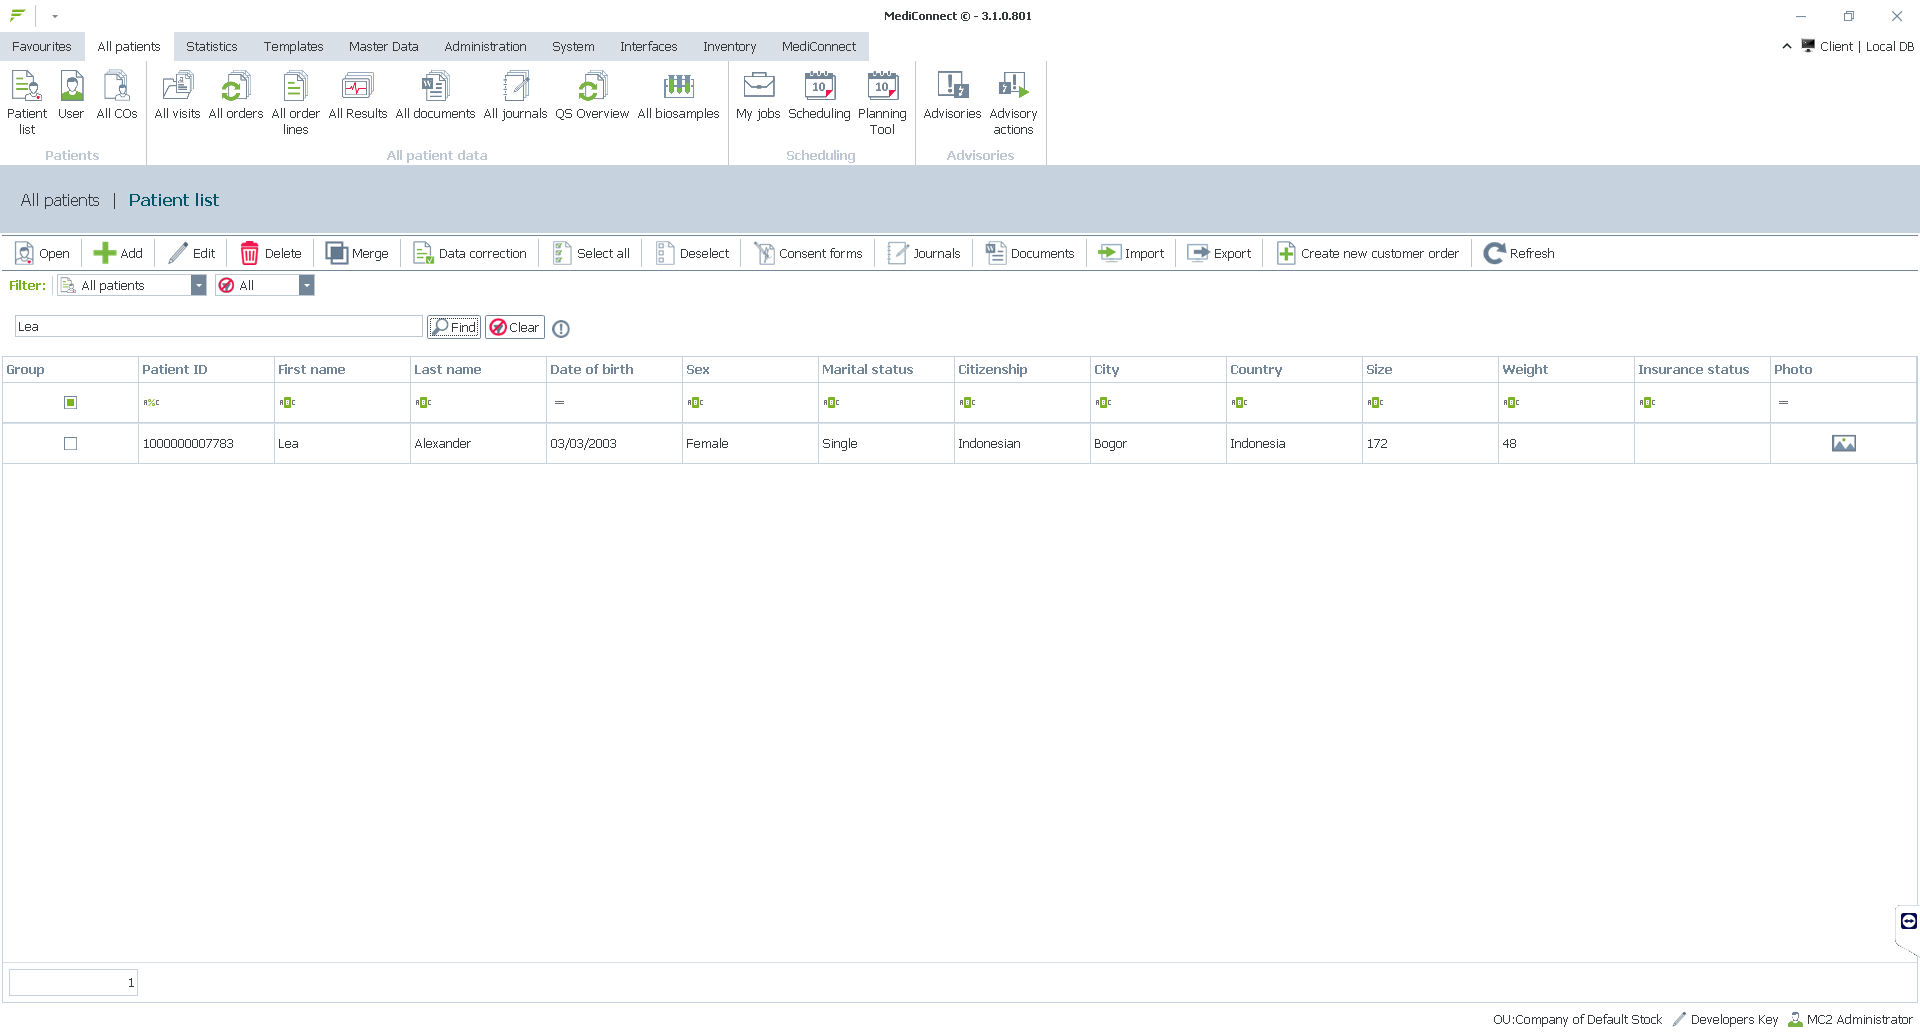 MediConnect © - 3.1.0.801
Favourites All patients Statistics Templates Master Data Administration System Interfaces Inventory MediConnect
Client | Local DB
Patient list User All COs All visits All orders All order lines All Results All documents All journals QS Overview All biosamples My jobs Scheduling Planning Tool Advisories Advisory actions
Patients All patient data Scheduling Advisories
All patients | Patient list
Open Add Edit Delete Merge Data correction Select all Deselect Consent forms Journals Documents Import Export Create new customer order Refresh
Filter: All patients All
Lea Find Clear
Group Patient ID First name Last name Date of birth Sex Marital status Citizenship City Country Size Weight Insurance status Photo
1000000007783 Lea Alexander 03/03/2003 Female Single Indonesian Bogor Indonesia 172 48
1
OU:Company of Default Stock Developers Key MC2 Administrator